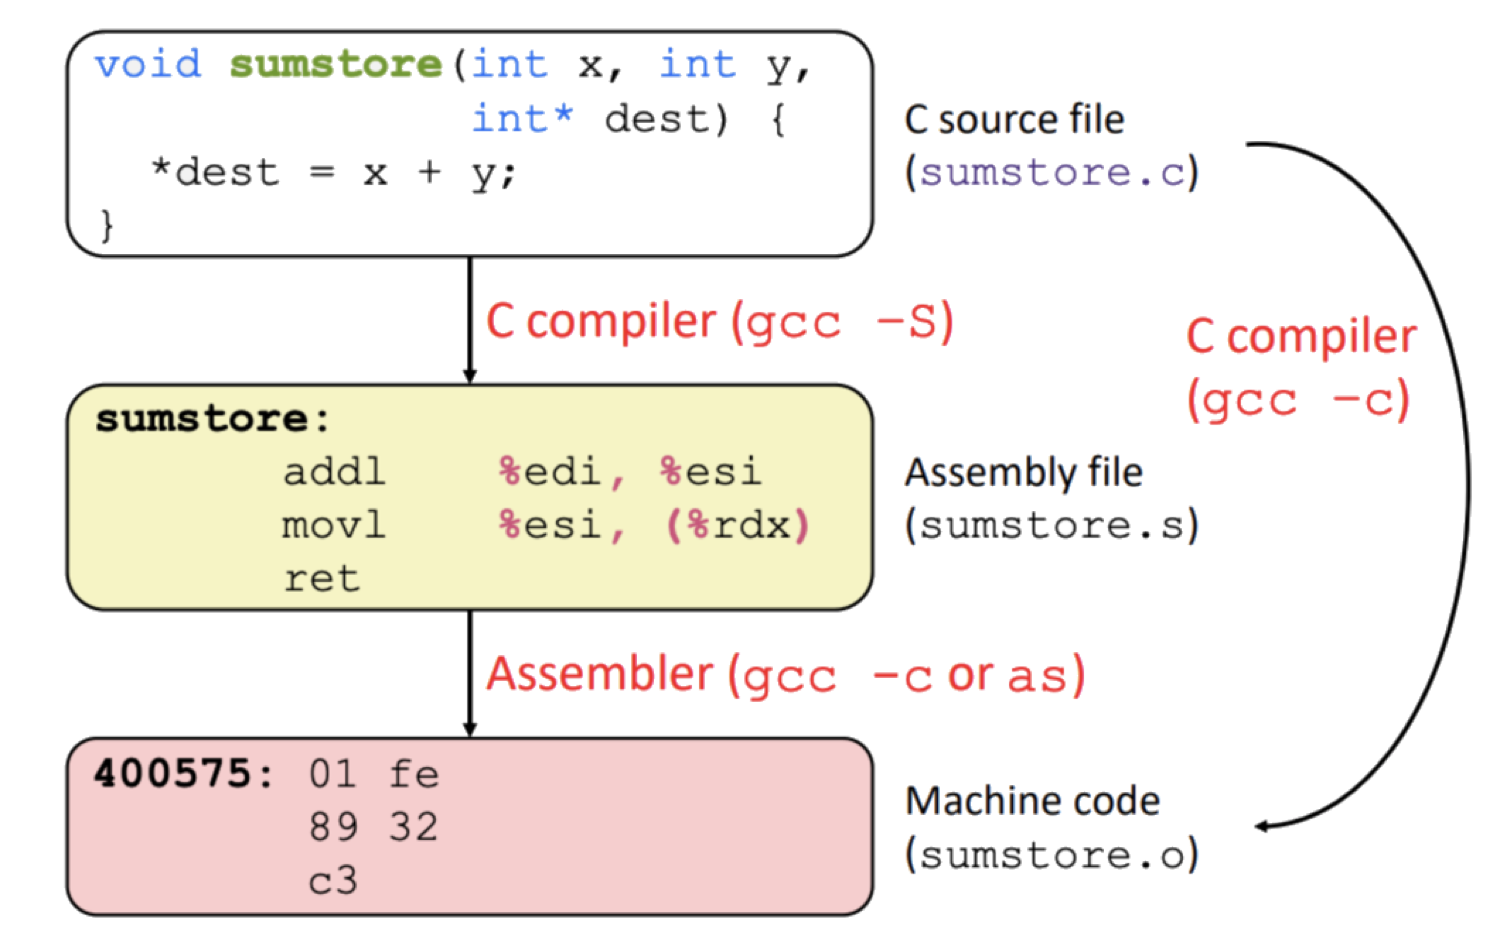 void sumstore(int x, int y,
int* dest) {
*dest = x + y;
}
C source file
(sumstore.c)
C compiler (gcc -S)
C compiler
(gcc -c)
sumstore:
addl %edi, %esi
movl %esi, (%rdx)
ret
Assembly file
(sumstore.s)
Assembler (gcc -c or as)
400575: 01 fe
89 32
c3
Machine code
(sumstore.o)